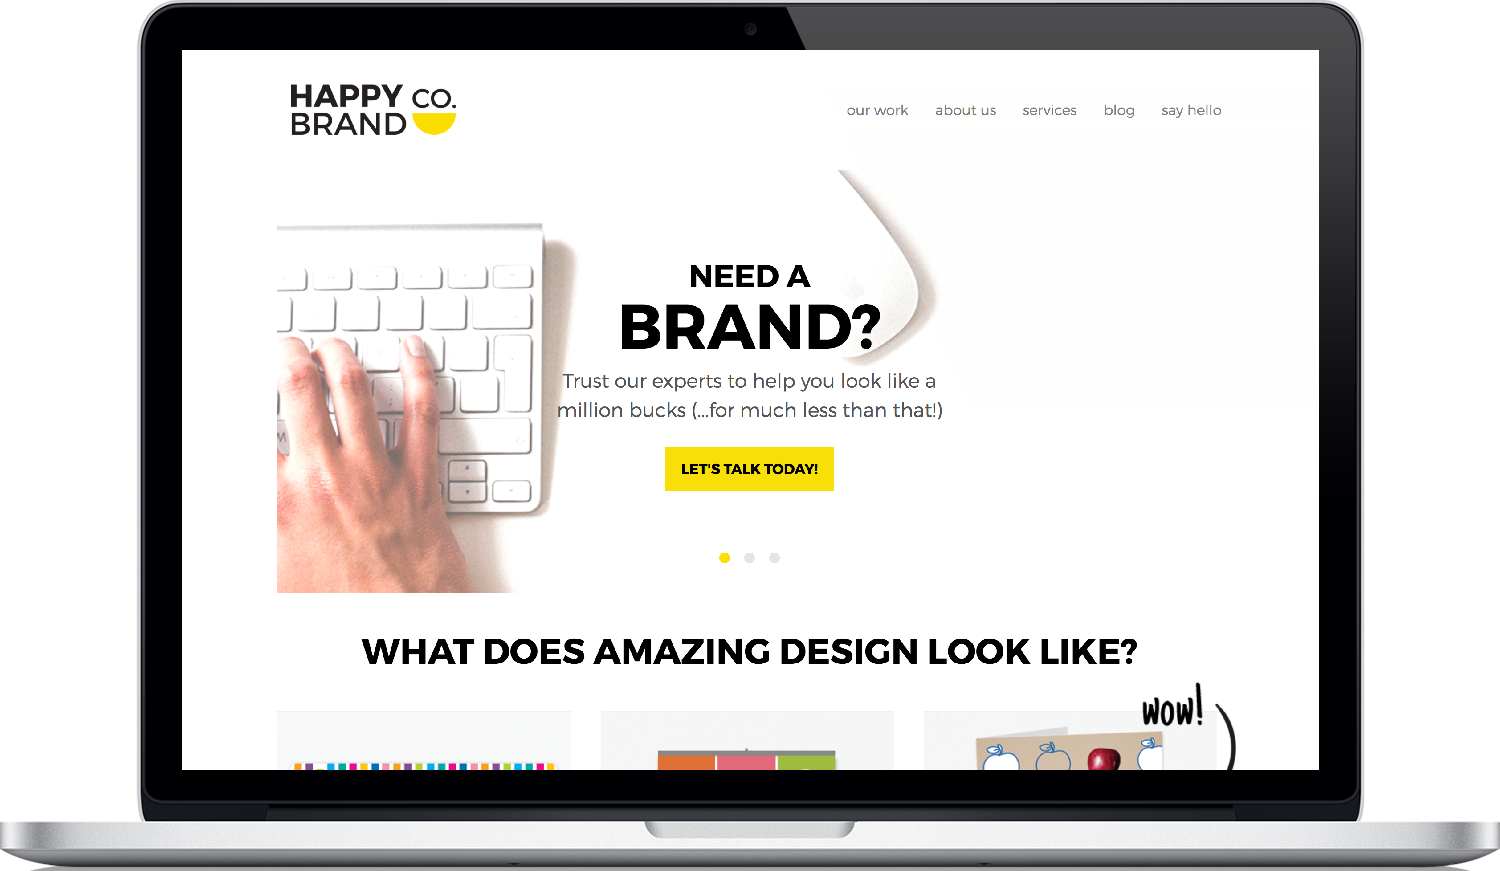 HAPPY CO.
BRAND
our work about us services blog say hello
NEED A
BRAND?
Trust our experts to help you look like a
million bucks (...for much less than that!)
LET'S TALK TODAY!
WHAT DOES AMAZING DESIGN LOOK LIKE?
wow!